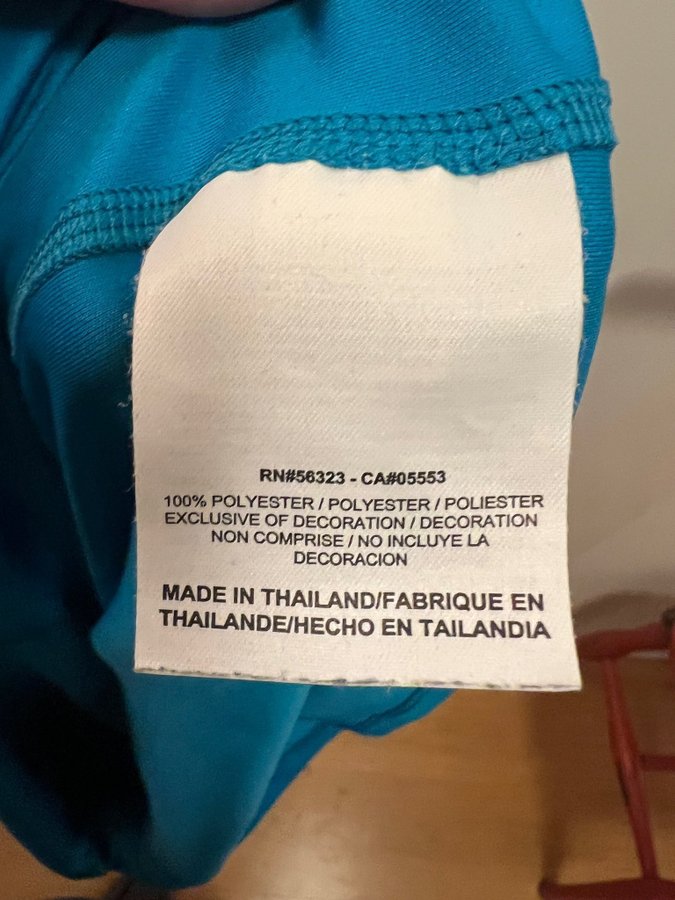 RN#56323 - CA#05553
100% POLYESTER / POLYESTER / POLIESTER
EXCLUSIVE OF DECORATION / DECORATION
NON COMPRISE / NO INCLUYE LA
DECORACION
MADE IN THAILAND/FABRIQUE EN
THAILANDE/HECHO EN TAILANDIA